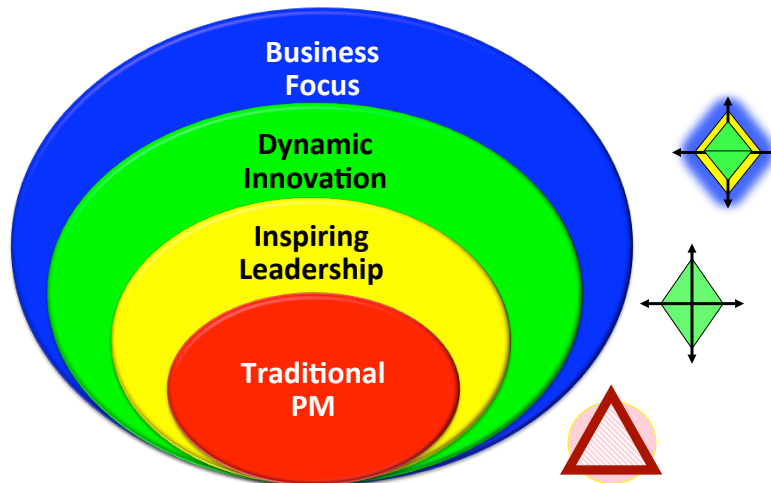 Business
Focus
Dynamic
Innovation
Inspiring
Leadership
Traditional
PM